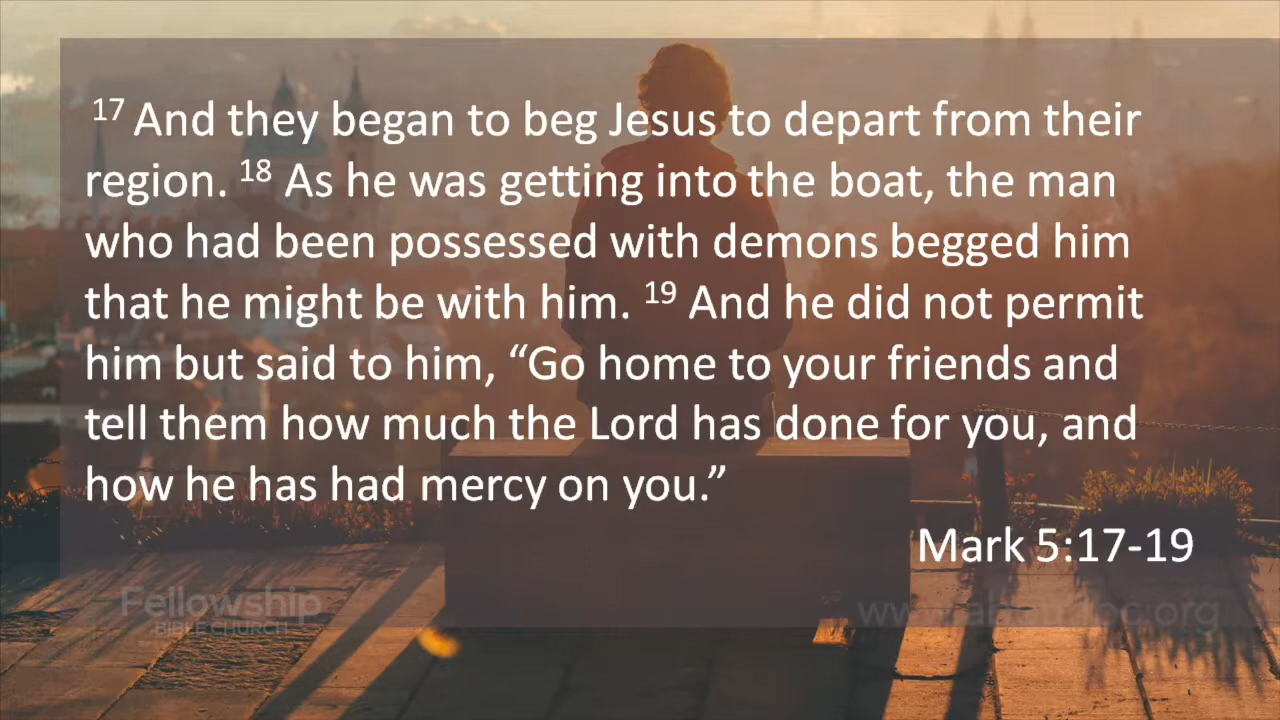 17 And they began to beg Jesus to depart from their
region. 18 As he was getting into the boat, the man
who had been possessed with demons begged him
that he might be with him. 19 And he did not permit
him but said to him, “Go home to your friends and
tell them how much the Lord has done for you, and
how he has had mercy on you.”
Mark 5:17-19
Fellowship
BIBLE CHURCH